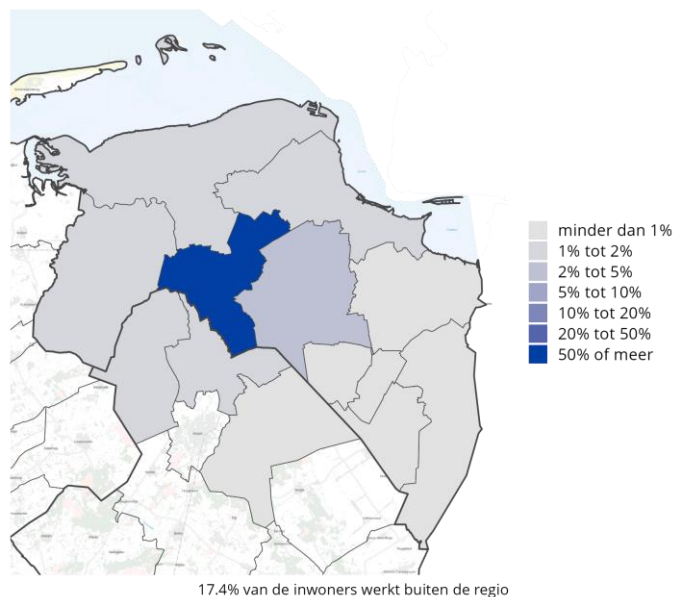 minder dan 1%
1% tot 2%
2% tot 5%
5% tot 10%
10% tot 20%
20% tot 50%
50% of meer
17.4% van de inwoners werkt buiten de regio